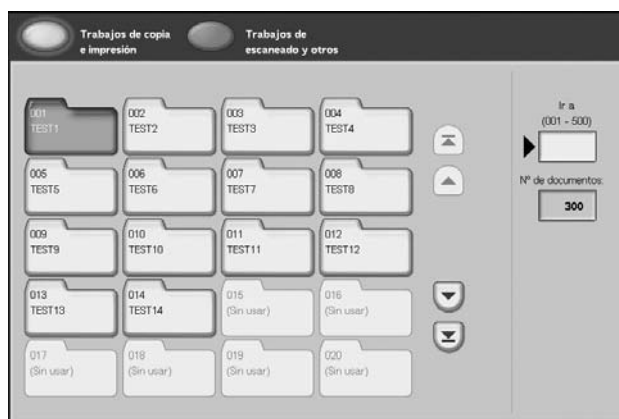 Trabajos de copia
e impresión
Trabajos de
escaneado y otros
001
TEST1
002
TEST2
003
TEST3
004
TEST4
005
TEST5
006
TEST6
007
TEST7
008
TEST8
009
TEST9
010
TEST10
011
TEST11
012
TEST12
013
TEST13
014
TEST14
015
(Sin usar)
016
(Sin usar)
017
(Sin usar)
018
(Sin usar)
019
(Sin usar)
020
(Sin usar)
Ir a
(001 - 500)
Nº de documentos:
300